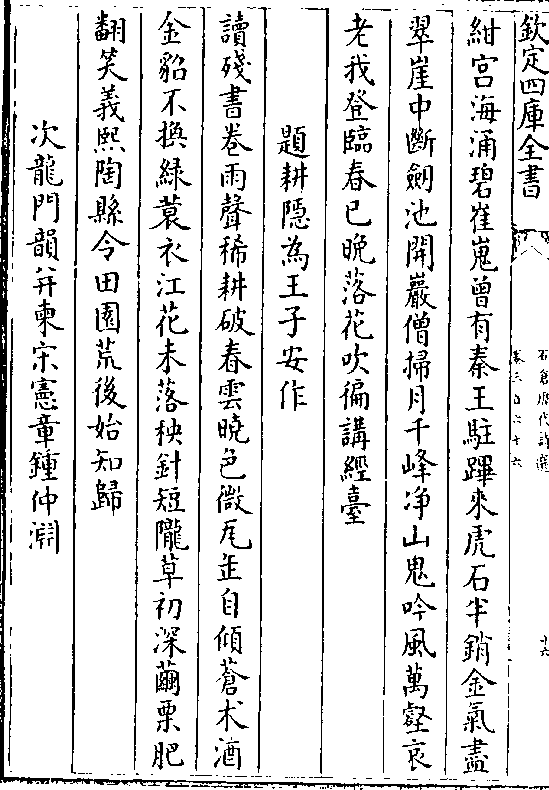 欽定四庫全書
石倉歷代詩選
卷三百六十六
十六
紺宫海涌碧崔嵬曾有秦王駐蹕來虎石半銷金氣盡
翠崖中斷劒池開巖僧掃月千峰净山鬼吟風萬壑哀
老我登臨春已晚落花吹徧講經臺
題耕隱為王子安作
讀殘書卷雨聲稀耕破春雲曉色微瓦缶自傾蒼术酒
金貂不換緑蓑衣江花未落秧針短隴草初深繭栗肥
翻笑義熙陶縣令田園荒後始知歸
次龍門韻并柬宋憲章鍾仲淵